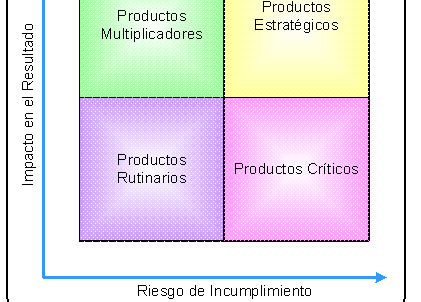 Productos
Multiplicadores
Productos
Estratégicos
Impacto en el Resultado
Productos
Rutinarios
Productos Críticos
Riesgo de Incumplimiento